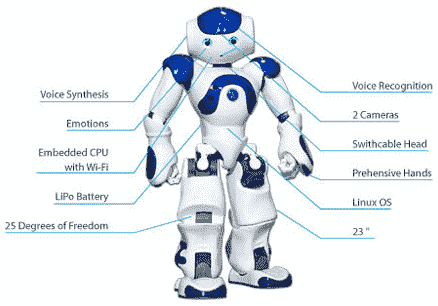 Voice Synthesis
Emotions
Embedded CPU
with Wi-Fi
LiPo Battery
25 Degrees of Freedom
Voice Recognition
2 Cameras
Swithcable Head
Prehensive Hands
Linux OS
23 "